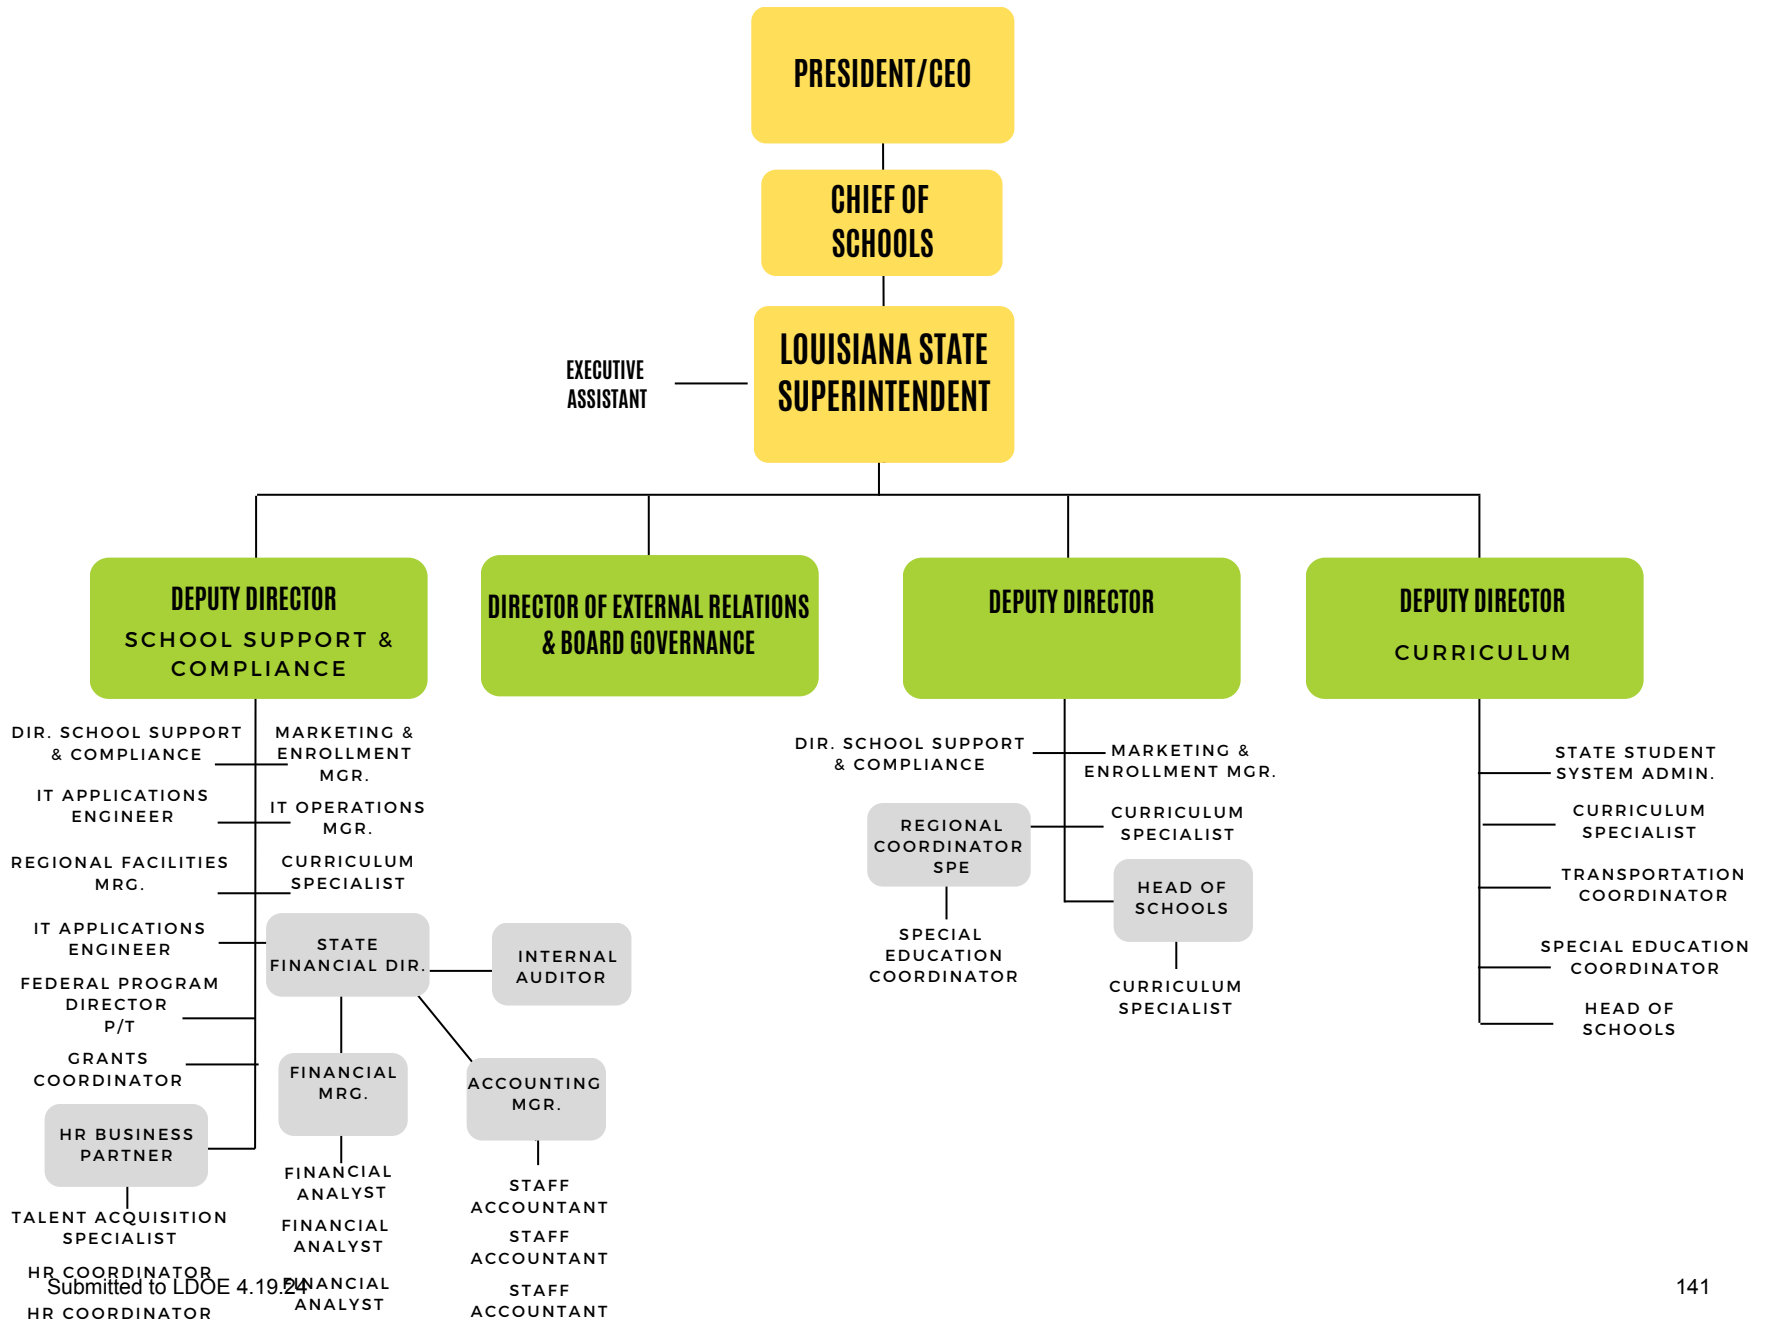 PRESIDENT/CEO
CHIEF OF
SCHOOLS
LOUISIANA STATE
SUPERINTENDENT
EXECUTIVE
ASSISTANT
DEPUTY DIRECTOR
SCHOOL SUPPORT &
COMPLIANCE
DIR. SCHOOL SUPPORT
& COMPLIANCE
MARKETING &
ENROLLMENT
MGR.
IT APPLICATIONS
ENGINEER
IT OPERATIONS
MGR.
REGIONAL FACILITIES
MRG.
CURRICULUM
SPECIALIST
IT APPLICATIONS
ENGINEER
STATE
FINANCIAL DIR.
INTERNAL
AUDITOR
FEDERAL PROGRAM
DIRECTOR
P/T
GRANTS
COORDINATOR
HR BUSINESS
PARTNER
TALENT ACQUISITION
SPECIALIST
HR COORDINATOR
HR COORDINATOR
FINANCIAL
MRG.
FINANCIAL
ANALYST
FINANCIAL
ANALYST
FINANCIAL
ANALYST
ACCOUNTING
MGR.
STAFF
ACCOUNTANT
STAFF
ACCOUNTANT
STAFF
ACCOUNTANT
DIRECTOR OF EXTERNAL RELATIONS
& BOARD GOVERNANCE
DEPUTY DIRECTOR
DIR. SCHOOL SUPPORT
& COMPLIANCE
MARKETING &
ENROLLMENT MGR.
REGIONAL
COORDINATOR
SPE
CURRICULUM
SPECIALIST
SPECIAL
EDUCATION
COORDINATOR
HEAD OF
SCHOOLS
CURRICULUM
SPECIALIST
DEPUTY DIRECTOR
CURRICULUM
STATE STUDENT
SYSTEM ADMIN.
CURRICULUM
SPECIALIST
TRANSPORTATION
COORDINATOR
SPECIAL EDUCATION
COORDINATOR
HEAD OF
SCHOOLS
Submitted to LDOE 4.19.24
141